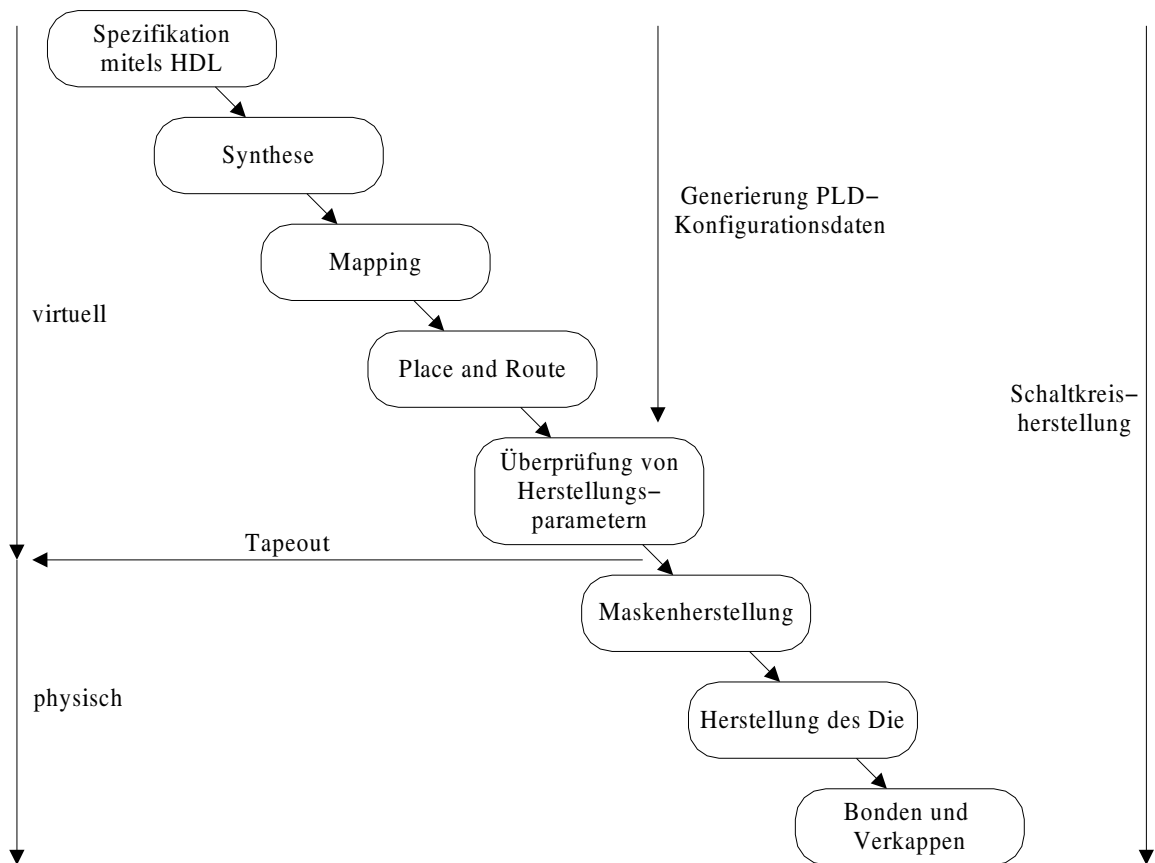 Spezifikation
mitels HDL
Synthese
Generierung PLD–
Konfigurationsdaten
Mapping
virtuell
Place and Route
Schaltkreis–
herstellung
Überprüfung von
Herstellungs–
parametern
Tapeout
Maskenherstellung
physisch
Herstellung des Die
Bonden und
Verkappen